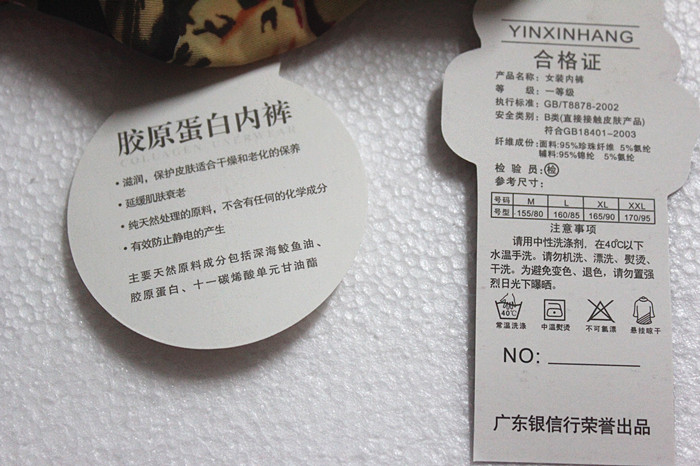 胶原蛋白内裤
COLLAGEN UNDERWEAR
• 滋润，保护皮肤适合干燥和老化的保养
• 延缓肌肤衰老
• 纯天然处理的原料，不含有任何的化学成分
• 有效防止静电的产生
主要天然原料成分包括深海鲛鱼油、
胶原蛋白、十一碳烯酸单元甘油酯
YINXINHANG
合格证
产品名称：女装内裤
等 级：一等级
执行标准：GB/T8878-2002
安全类别：B类(直接接触皮肤产品)
符合GB18401-2003
纤维成份：面料:95%珍珠纤维 5%氨纶
辅料:95%锦纶 5%氨纶
检 验 员：检
参考尺寸：
号码 M L XL XXL
号型 155/80 160/85 165/90 170/95
注意事项
请用中性洗涤剂，在40℃以下
水温手洗。请勿机洗、漂洗、熨烫、
干洗。为避免变色、退色，请勿置强
烈日光下曝晒。
40℃
常温洗涤 中温熨烫 不可氯漂 悬挂晾干
NO:
广东银信行荣誉出品